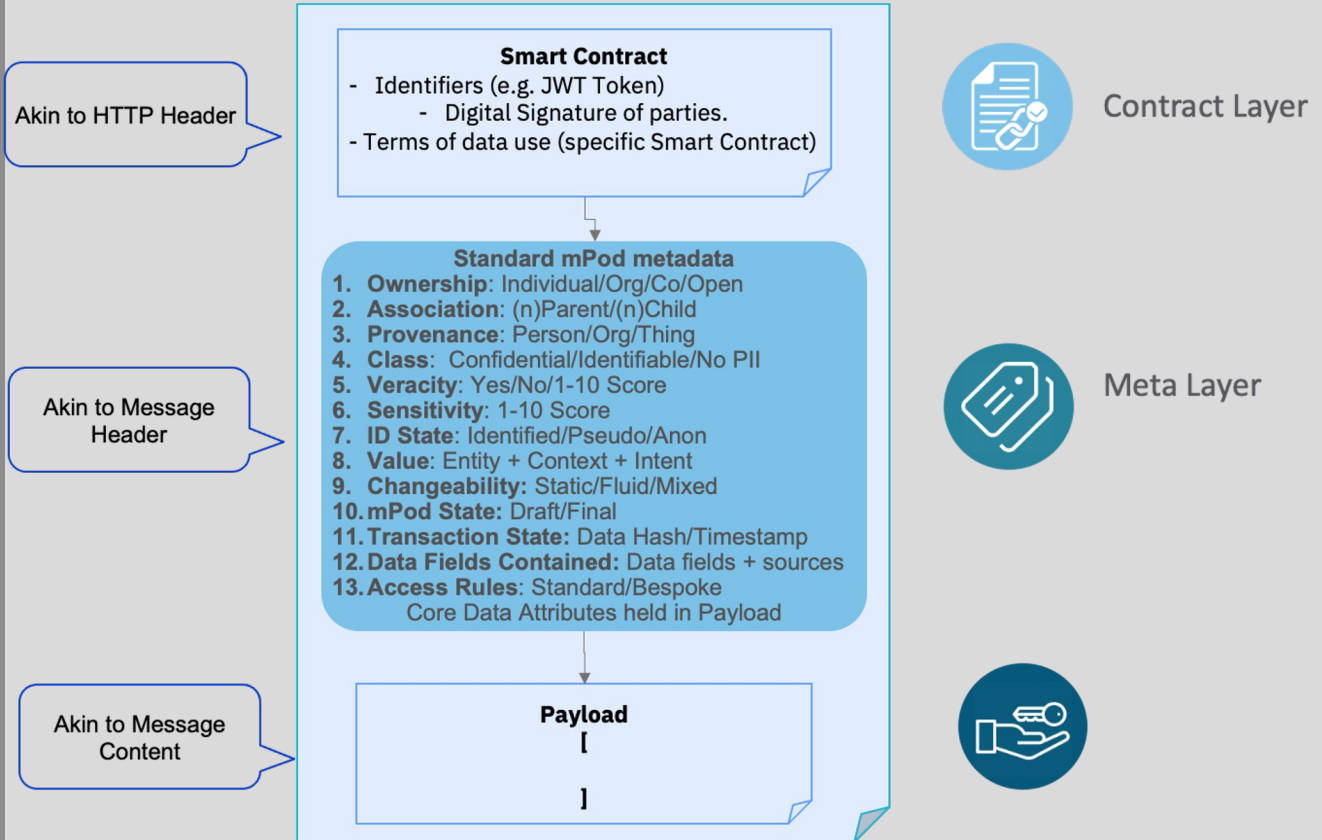 Smart Contract
- Identifiers (e.g. JWT Token)
- Digital Signature of parties.
- Terms of data use (specific Smart Contract)
Akin to HTTP Header
Contract Layer
Standard mPod metadata
1. Ownership: Individual/Org/Co/Open
2. Association: (n)Parent/(n)Child
3. Provenance: Person/Org/Thing
4. Class: Confidential/Identifiable/No PII
5. Veracity: Yes/No/1-10 Score
6. Sensitivity: 1-10 Score
7. ID State: Identified/Pseudo/Anon
8. Value: Entity + Context + Intent
9. Changeability: Static/Fluid/Mixed
10. mPod State: Draft/Final
11. Transaction State: Data Hash/Timestamp
12. Data Fields Contained: Data fields + sources
13. Access Rules: Standard/Bespoke
Core Data Attributes held in Payload
Akin to Message
Header
Meta Layer
Payload
[
]
Akin to Message
Content